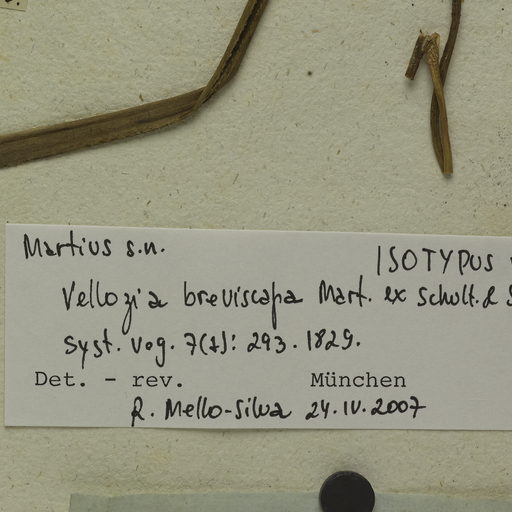 Martius s.n. ISOTYPUS
Vellozia breviscapa Mart. ex Schult. &
Syst. Veg. 7(1): 293. 1829.
Det. - rev. München
R. Mello-Silva 24.IV.2007